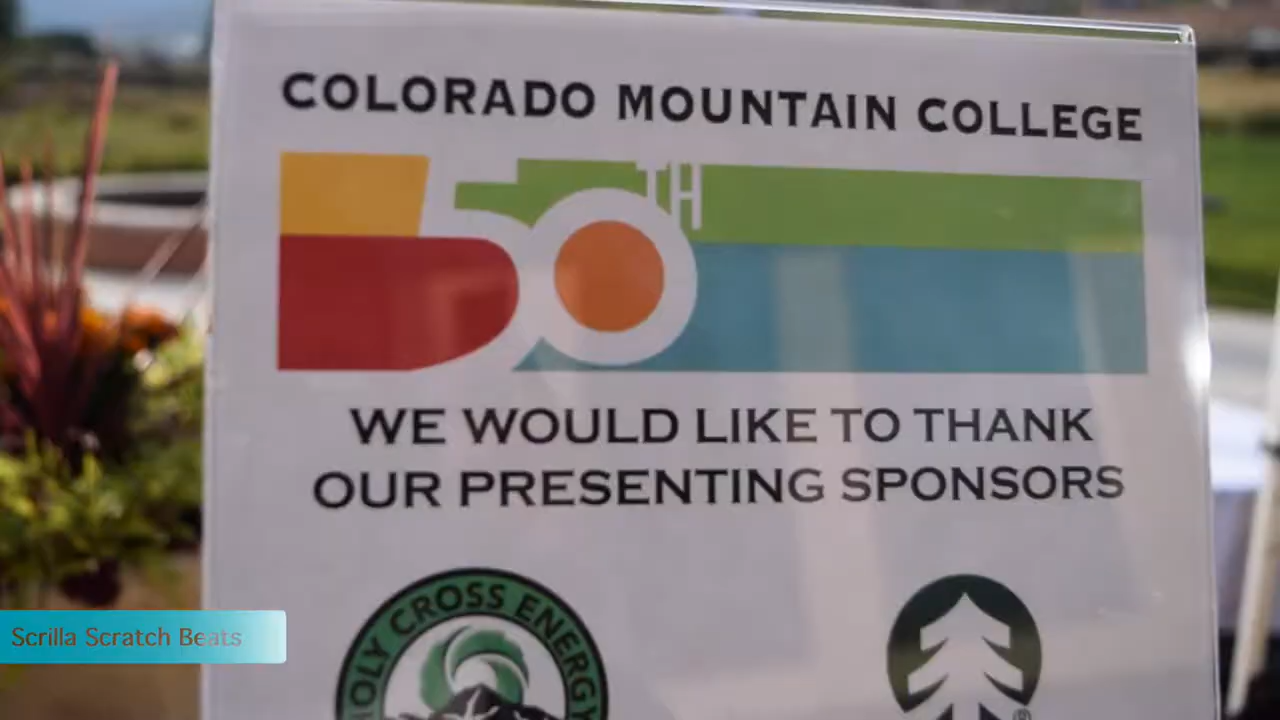 COLORADO MOUNTAIN COLLEGE
50TH
WE WOULD LIKE TO THANK
OUR PRESENTING SPONSORS
HOLY CROSS ENERGY
®
Scrilla Scratch Beats